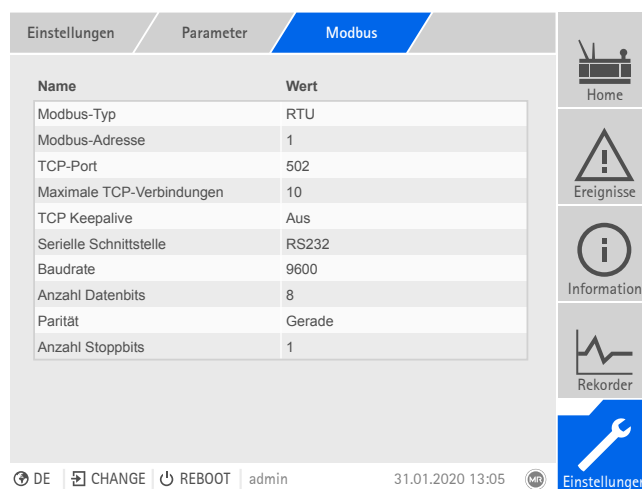 Einstellungen Parameter Modbus
Name Wert
Modbus-Typ RTU
Modbus-Adresse 1
TCP-Port 502
Maximale TCP-Verbindungen 10
TCP Keepalive Aus
Serielle Schnittstelle RS232
Baudrate 9600
Anzahl Datenbits 8
Parität Gerade
Anzahl Stoppbits 1
Home
Ereignisse
Information
Rekorder
Einstellungen
DE CHANGE REBOOT admin 31.01.2020 13:05 MR